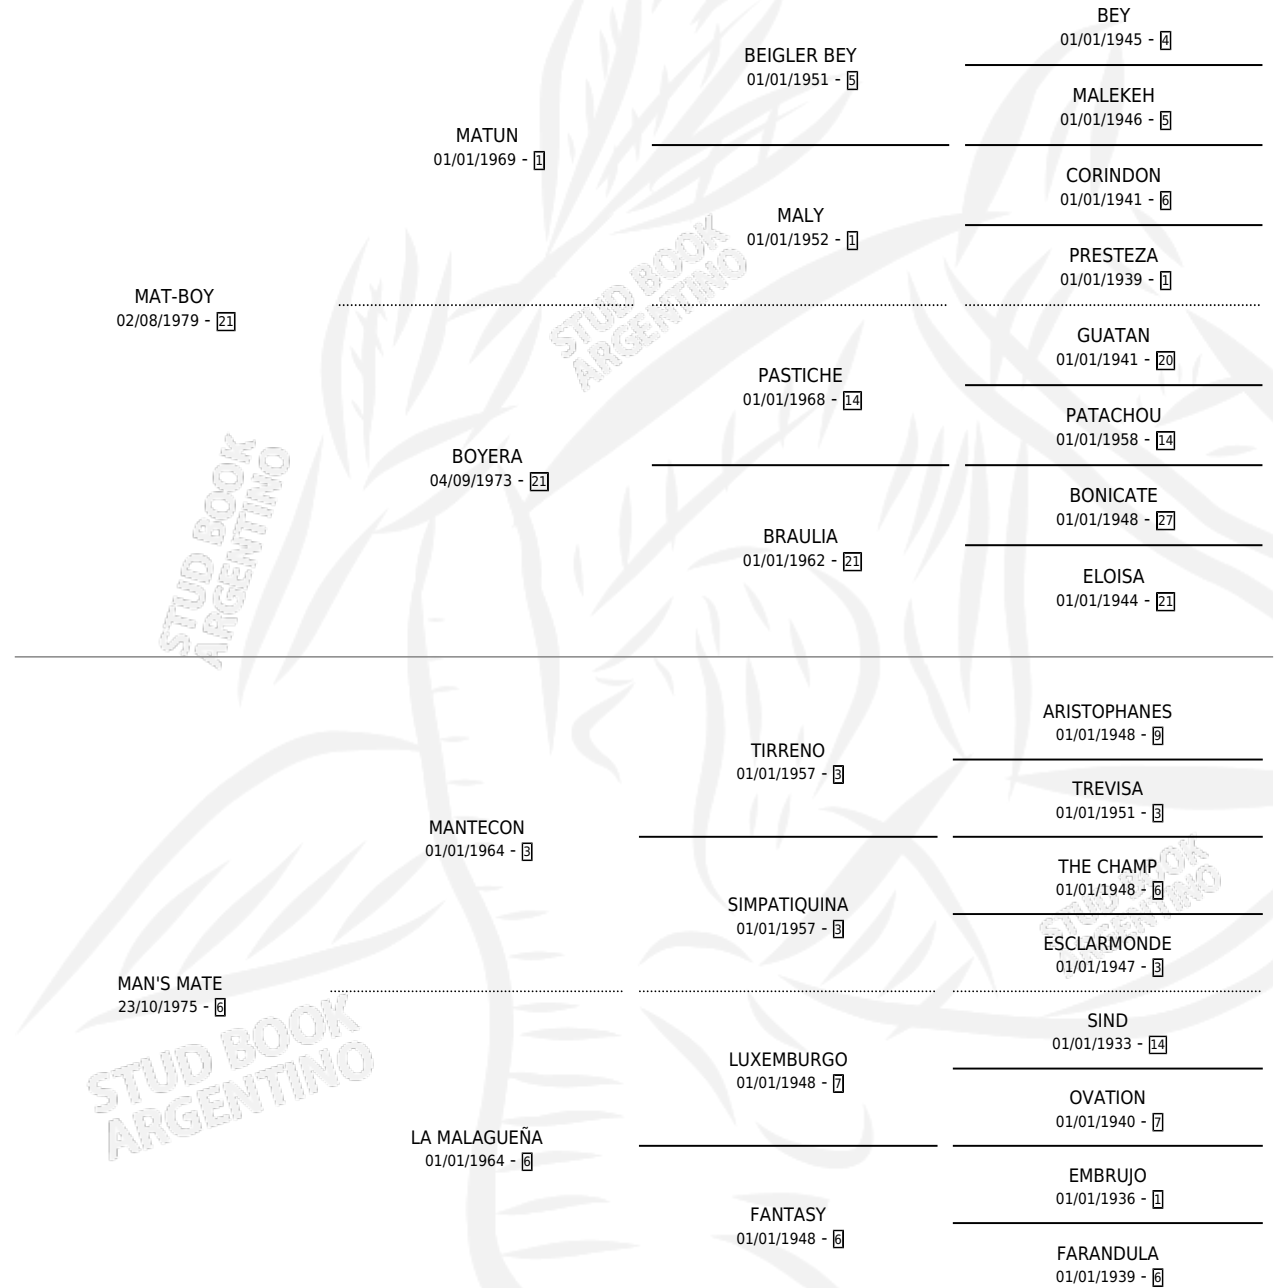 BEY
01/01/1945 - 4
BEIGLER BEY
01/01/1951 - 5
MALEKEH
01/01/1946 - 5
MATUN
01/01/1969 - 1
CORINDON
01/01/1941 - 6
MALY
01/01/1952 - 1
PRESTEZA
01/01/1939 - 1
MAT-BOY
02/08/1979 - 21
GUATAN
01/01/1941 - 20
PASTICHE
01/01/1968 - 14
PATACHOU
01/01/1958 - 14
BOYERA
04/09/1973 - 21
BONICATE
01/01/1948 - 27
BRAULIA
01/01/1962 - 21
ELOISA
01/01/1944 - 21
ARISTOPHANES
01/01/1948 - 9
TIRRENO
01/01/1957 - 3
TREVISA
01/01/1951 - 3
MANTECON
01/01/1964 - 3
THE CHAMP
01/01/1948 - 6
SIMPATIQUINA
01/01/1957 - 3
ESCLARMONDE
01/01/1947 - 3
MAN'S MATE
23/10/1975 - 6
SIND
01/01/1933 - 14
LUXEMBURGO
01/01/1948 - 7
OVATION
01/01/1940 - 7
LA MALAGUEÑA
01/01/1964 - 6
EMBRUJO
01/01/1936 - 1
FANTASY
01/01/1948 - 6
FARANDULA
01/01/1939 - 6
STUD BOOK
ARGENTINO
STUD BOOK
ARGENTINO
STUD BOOK
ARGENTINO
STUD BOOK
ARGENTINO